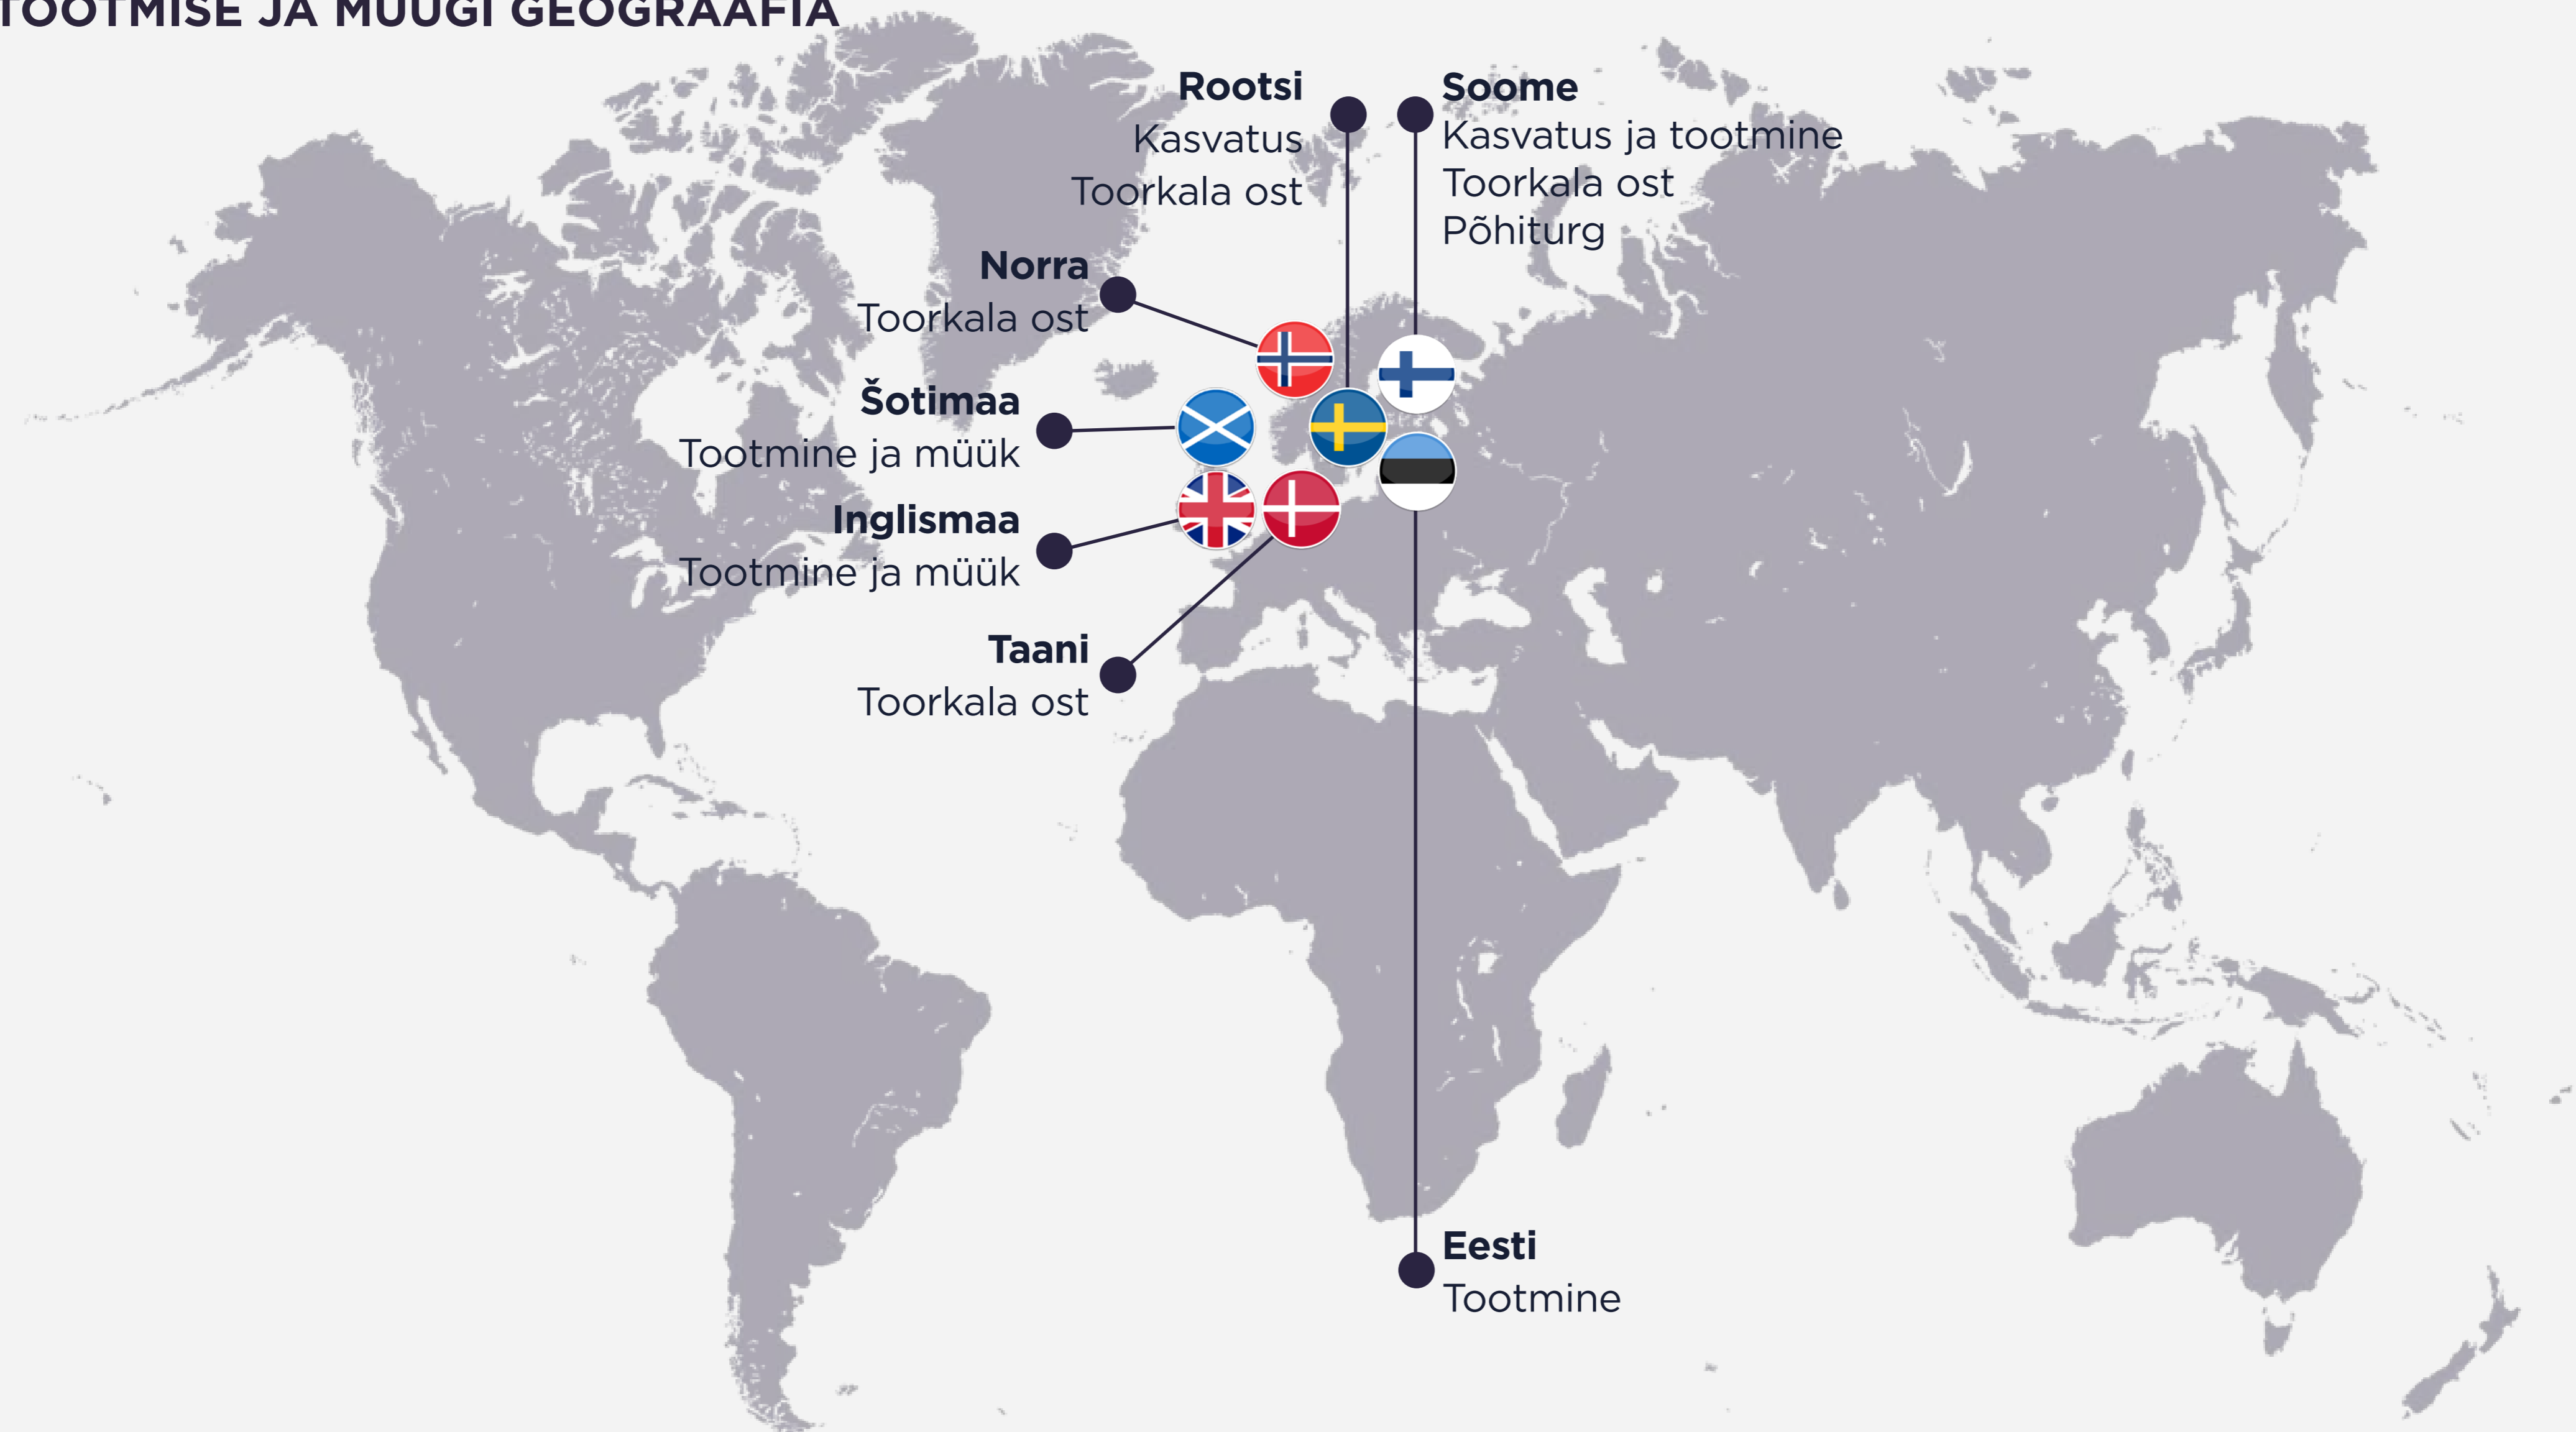 TOOTMISE JA MÜÜGI GEOGRAAFIA
Rootsi
Kasvatus
Toorkala ost
Soome
Kasvatus ja tootmine
Toorkala ost
Põhiturg
Norra
Toorkala ost
Šotimaa
Tootmine ja müük
Inglismaa
Tootmine ja müük
Taani
Toorkala ost
Eesti
Tootmine